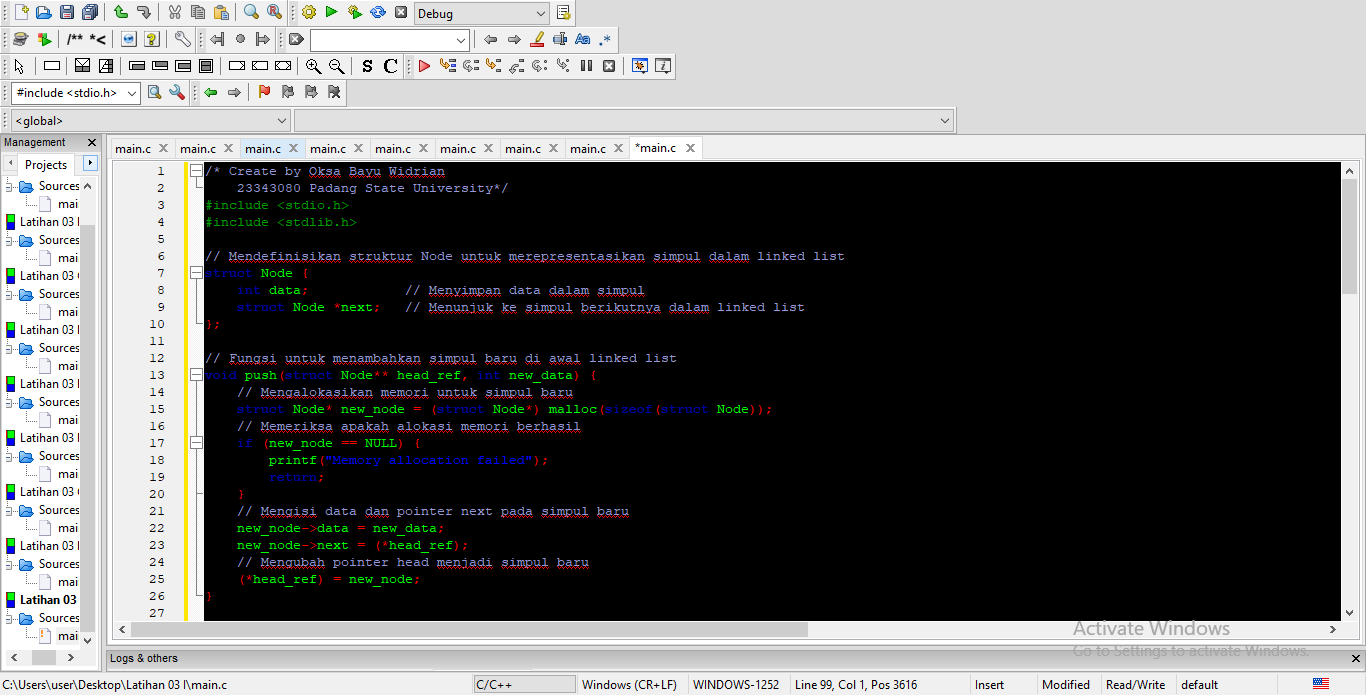 Debug
/** *<
S C
Aa .*
#include <stdio.h>
<global>
Management
Projects
main.c main.c main.c main.c main.c main.c main.c main.c *main.c
Sources
mai
Latihan 03 I
Sources
mai
Latihan 03
Sources
mai
Latihan 03 I
Sources
mai
Latihan 03 I
Sources
mai
Latihan 03 I
Sources
mai
Latihan 03
Sources
mai
Latihan 03 I
Sources
mai
Latihan 03
Sources
mai
1 /* Create by Oksa Bayu Widrian
2 23343080 Padang State University*/
3 #include <stdio.h>
4 #include <stdlib.h>
5
6 // Mendefinisikan struktur Node untuk merepresentasikan simpul dalam linked list
7 struct Node {
8 int data; // Menyimpan data dalam simpul
9 struct Node *next; // Menunjuk ke simpul berikutnya dalam linked list
10 };
11
12 // Fungsi untuk menambahkan simpul baru di awal linked list
13 void push(struct Node** head_ref, int new_data) {
14 // Mengalokasikan memori untuk simpul baru
15 struct Node* new_node = (struct Node*) malloc(sizeof(struct Node));
16 // Memeriksa apakah alokasi memori berhasil
17 if (new_node == NULL) {
18 printf("Memory allocation failed");
19 return;
20 }
21 // Mengisi data dan pointer next pada simpul baru
22 new_node->data = new_data;
23 new_node->next = (*head_ref);
24 // Mengubah pointer head menjadi simpul baru
25 (*head_ref) = new_node;
26 }
27
Activate Windows
Go to Settings to activate Windows.
Logs & others
C:\Users\user\Desktop\Latihan 03 I\main.c C/C++ Windows (CR+LF) WINDOWS-1252 Line 99, Col 1, Pos 3616 Insert Modified Read/Write default